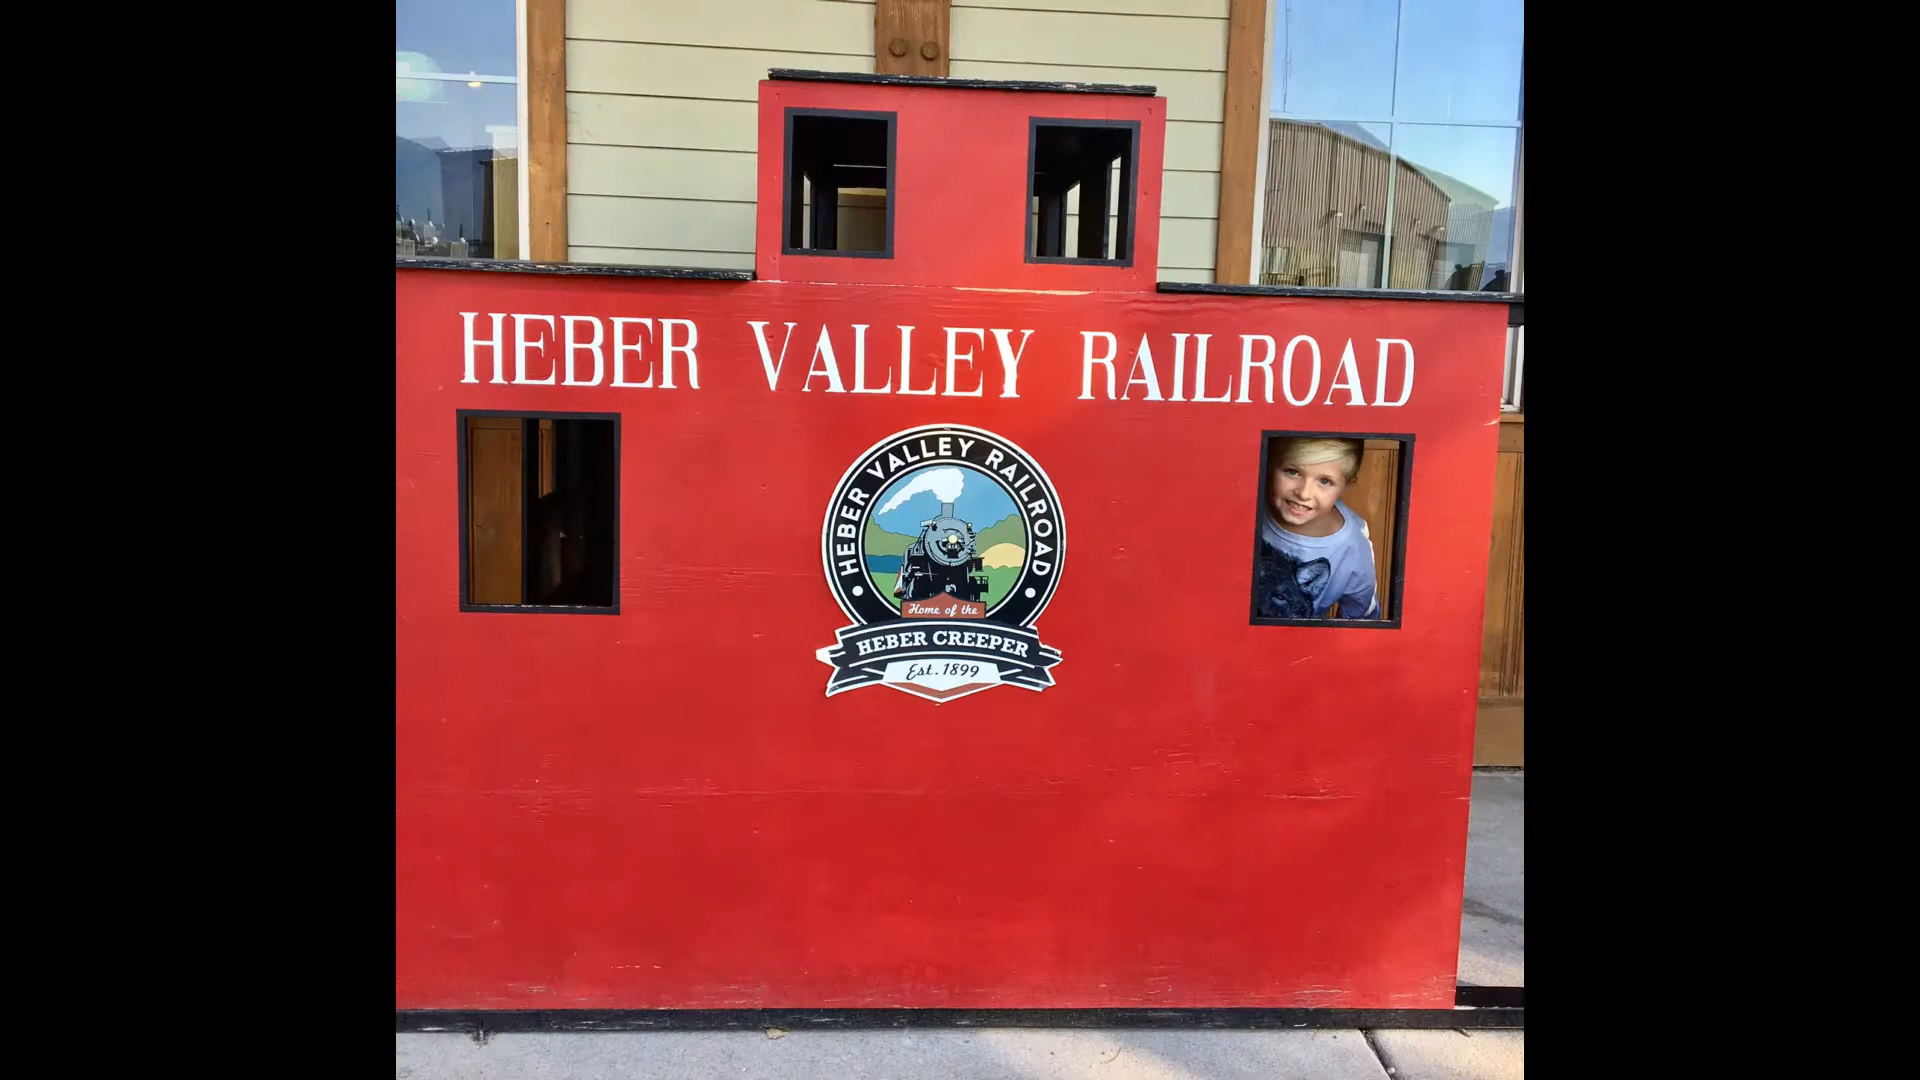 HEBER VALLEY RAILROAD
HEBER VALLEY RAILROAD
Home of the
HEBER CREEPER
Est. 1899